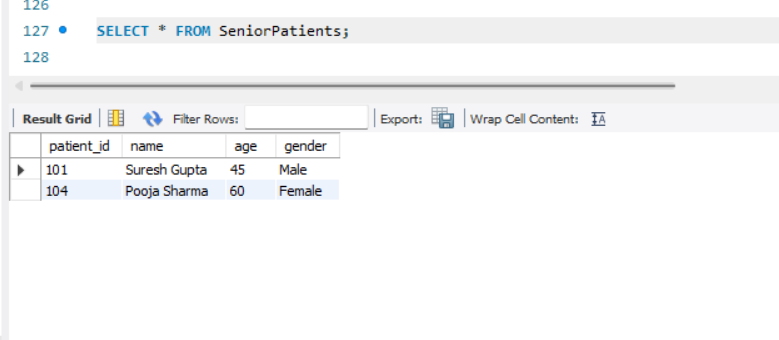 126
127 SELECT * FROM SeniorPatients;
128
Result Grid Filter Rows: Export: Wrap Cell Content: IA
patient_id name age gender
101 Suresh Gupta 45 Male
104 Pooja Sharma 60 Female